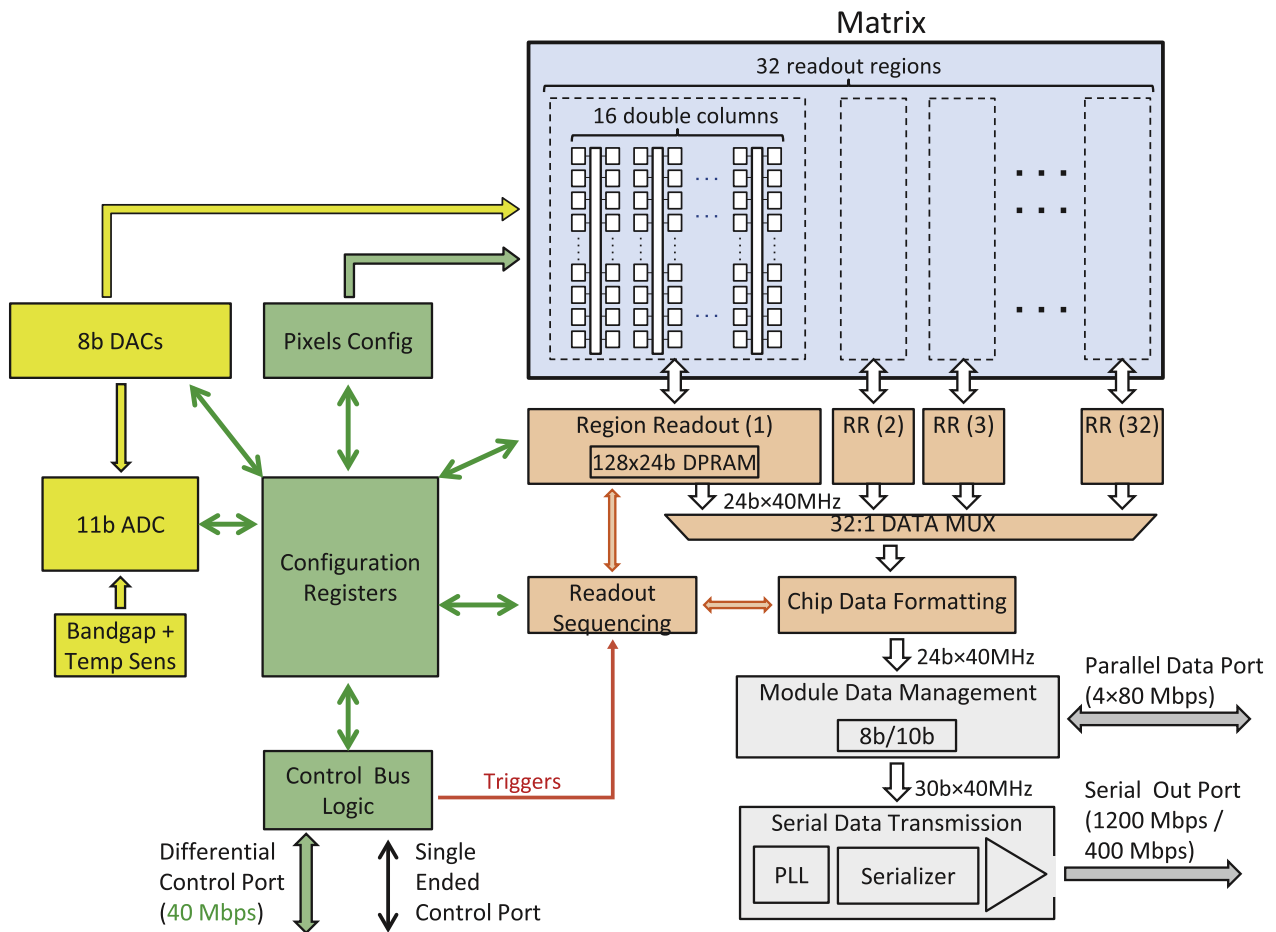 Matrix
32 readout regions
16 double columns
8b DACs
Pixels Config
Region Readout (1)
128x24b DPRAM
RR (2)
RR (3)
RR (32)
24b×40MHz
32:1 DATA MUX
11b ADC
Configuration
Registers
Readout
Sequencing
Chip Data Formatting
Bandgap +
Temp Sens
24b×40MHz
Module Data Management
8b/10b
Parallel Data Port
(4×80 Mbps)
Control Bus
Logic
Triggers
30b×40MHz
Serial Data Transmission
PLL
Serializer
Serial Out Port
(1200 Mbps /
400 Mbps)
Differential
Control Port
(40 Mbps)
Single
Ended
Control Port